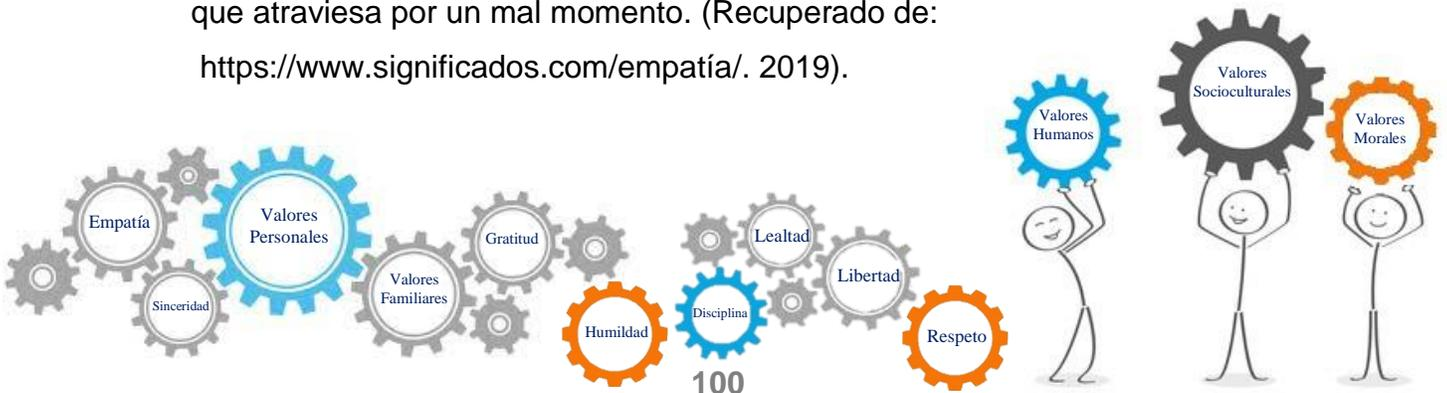 que atraviesa por un mal momento. (Recuperado de:
https://www.significados.com/empatía/. 2019).
Valores
Humanos
Valores
Socioculturales
Valores
Morales
Empatía
Valores
Personales
Sinceridad
Valores
Familiares
Gratitud
Humildad
Disciplina
Lealtad
Libertad
Respeto
100